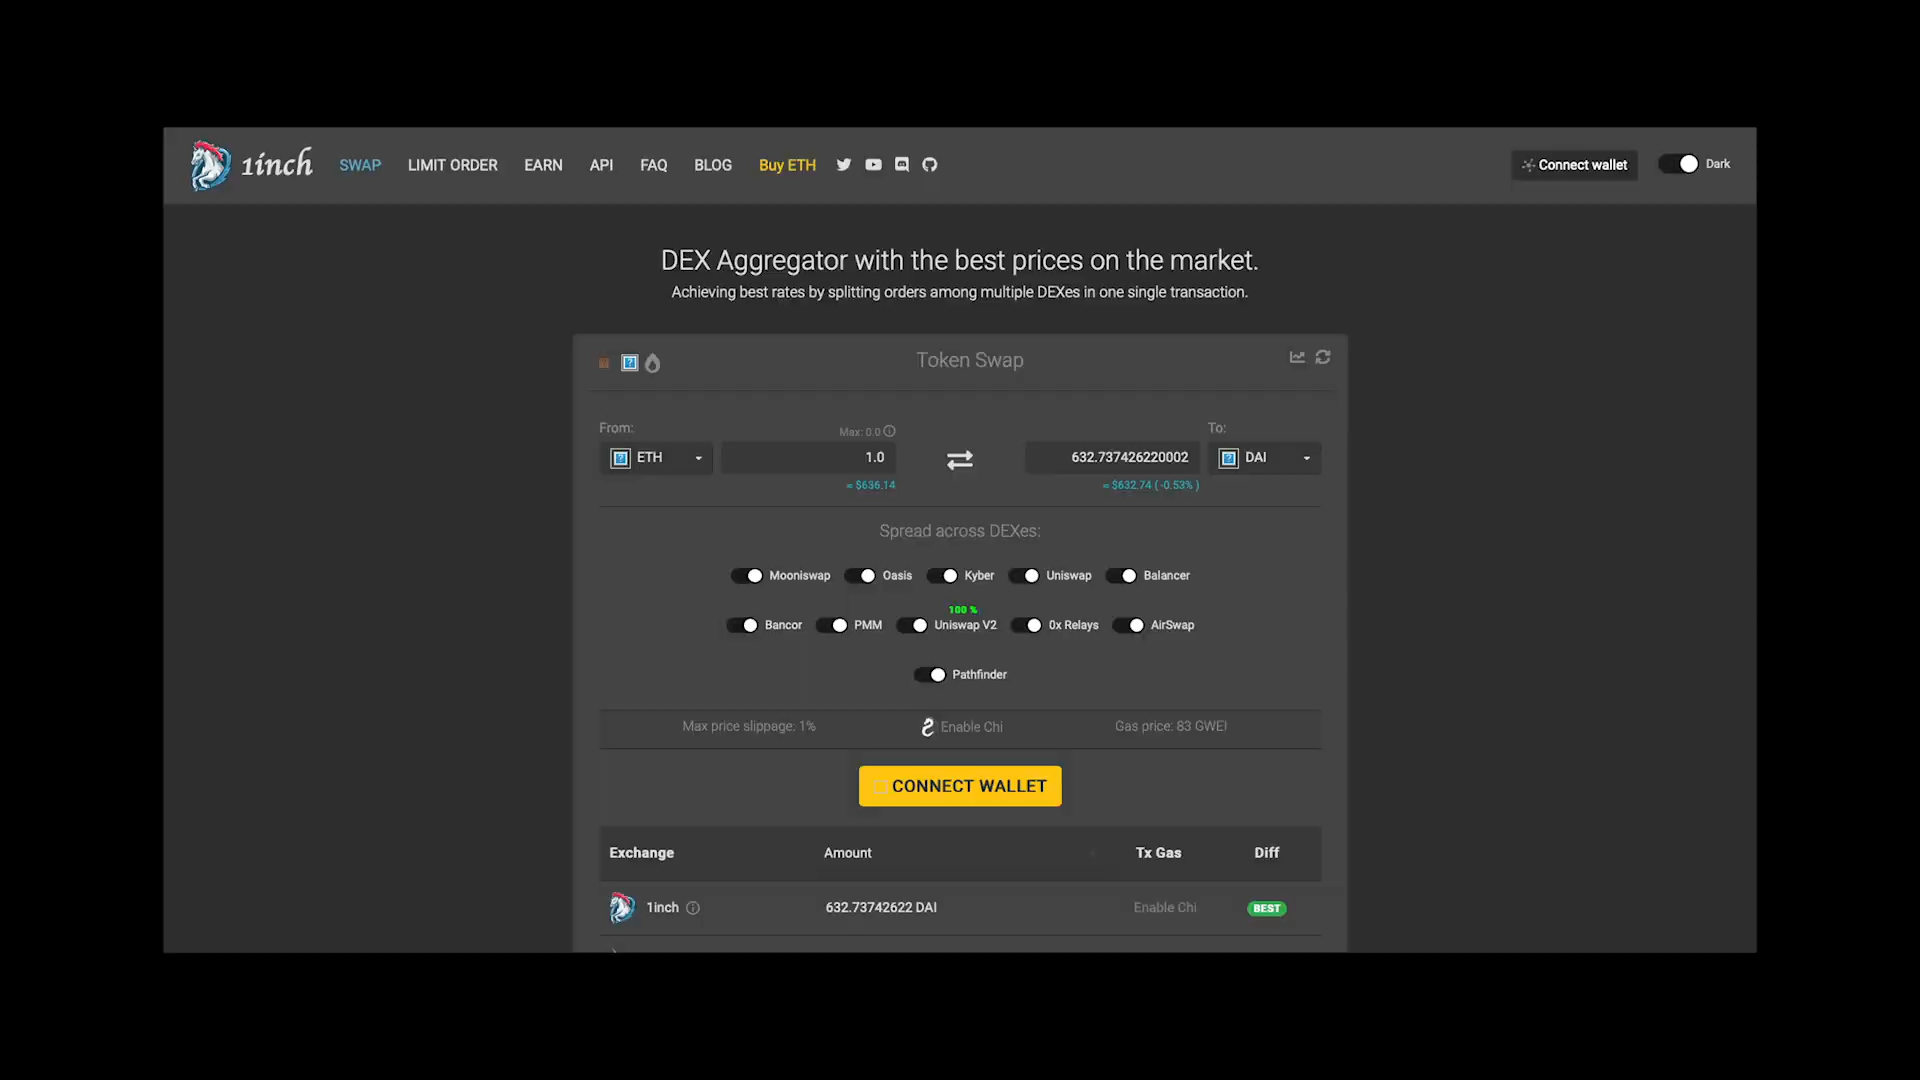 1inch SWAP LIMIT ORDER EARN API FAQ BLOG Buy ETH Connect wallet Dark
DEX Aggregator with the best prices on the market.
Achieving best rates by splitting orders among multiple DEXes in one single transaction.
Token Swap
From: Max: 0.0 To:
ETH 1.0 632.737426220002 DAI
≈ $636.14 ≈ $632.74 ( -0.53% )
Spread across DEXes:
Mooniswap Oasis Kyber Uniswap Balancer
100 %
Bancor PMM Uniswap V2 0x Relays AirSwap
Pathfinder
Max price slippage: 1% Enable Chi Gas price: 83 GWEI
CONNECT WALLET
Exchange Amount Tx Gas Diff
1inch 632.73742622 DAI Enable Chi BEST